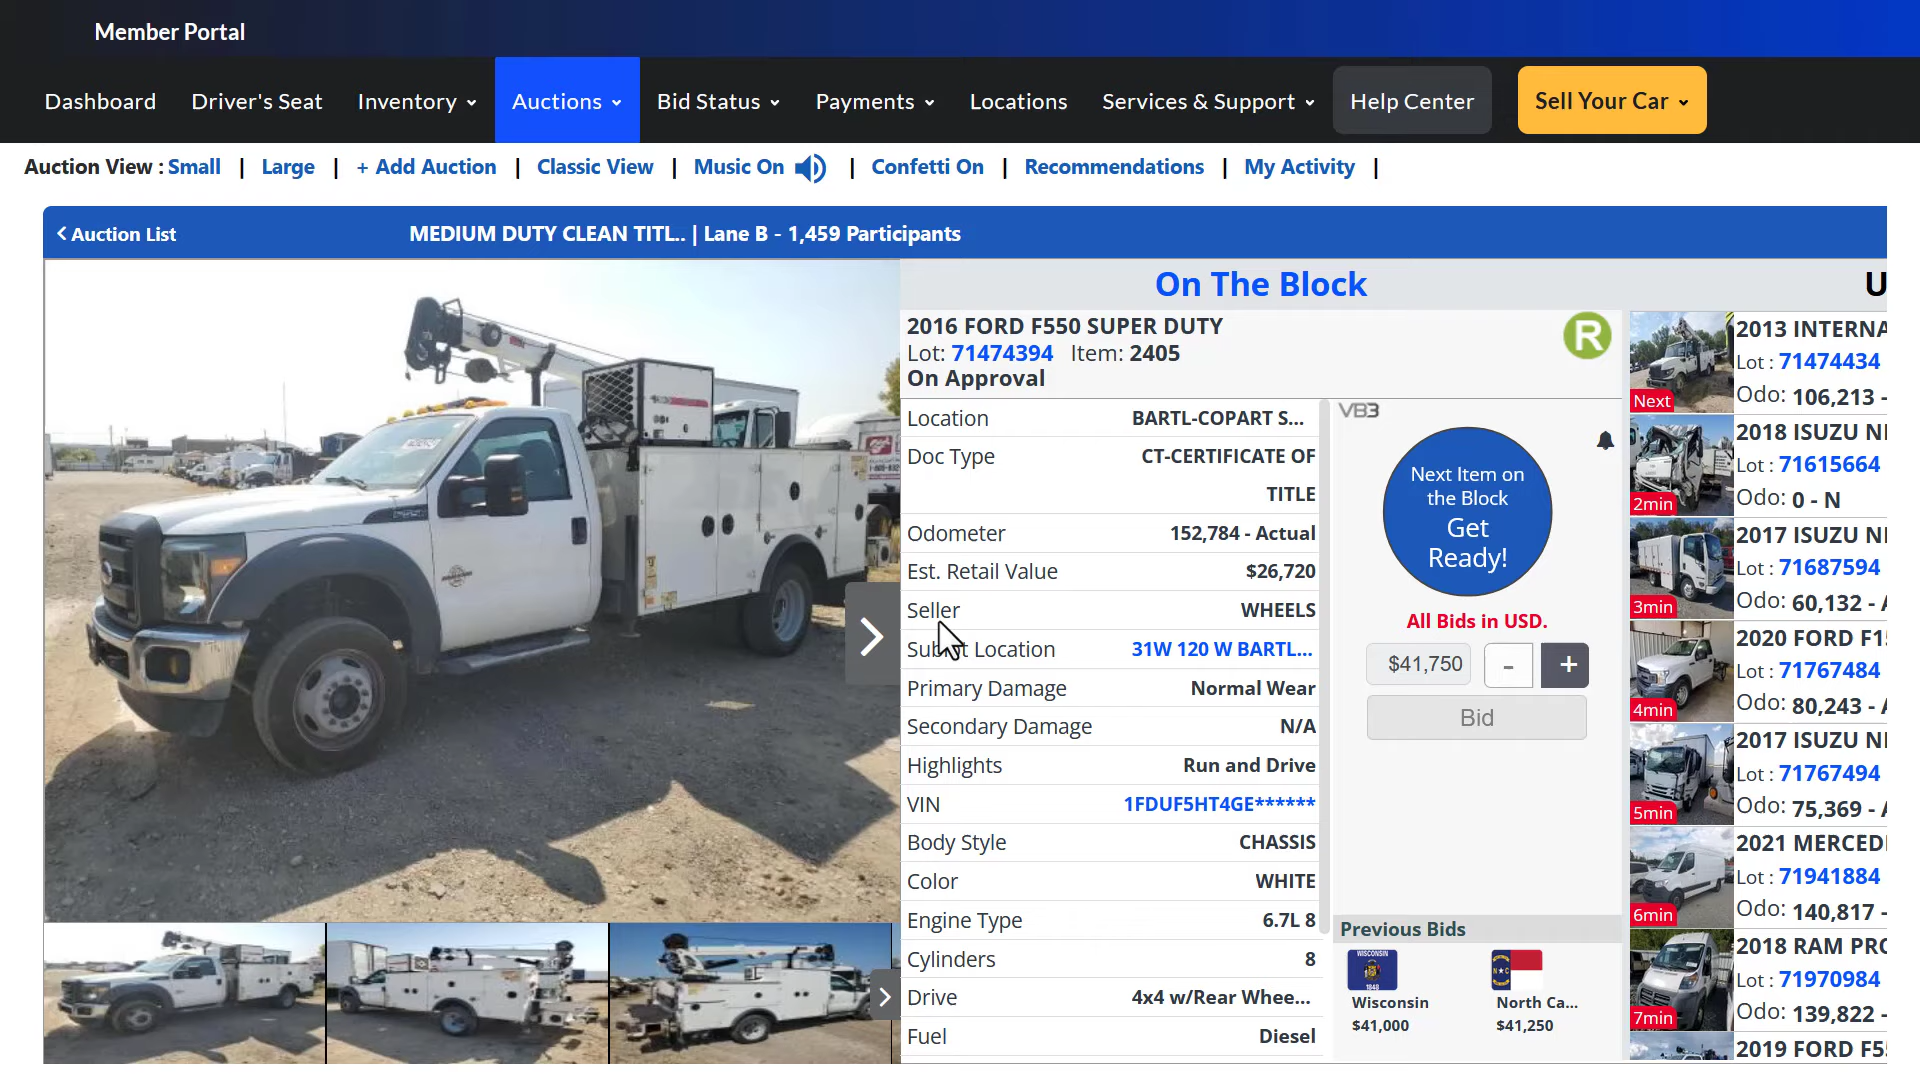 Member Portal
Dashboard Driver's Seat Inventory Auctions Bid Status Payments Locations Services & Support Help Center Sell Your Car
Auction View : Small | Large | + Add Auction | Classic View | Music On | Confetti On | Recommendations | My Activity |
Auction List MEDIUM DUTY CLEAN TITL.. | Lane B - 1,459 Participants
On The Block
U
2016 FORD F550 SUPER DUTY
Lot: 71474394 Item: 2405
On Approval
R
Location BARTL-COPART S...
Doc Type CT-CERTIFICATE OF
TITLE
Odometer 152,784 - Actual
Est. Retail Value $26,720
Seller WHEELS
Location 31W 120 W BARTL...
Primary Damage Normal Wear
Secondary Damage N/A
Highlights Run and Drive
VIN 1FDUF5HT4GE******
Body Style CHASSIS
Color WHITE
Engine Type 6.7L 8
Cylinders 8
Drive 4x4 w/Rear Whee...
Fuel Diesel
VB3
Next Item on
the Block
Get
Ready!
All Bids in USD.
$41,750 - +
Bid
Previous Bids
WISCONSIN
1848
N C
Wisconsin North Ca...
$41,000 $41,250
2013 INTERNA
Lot : 71474434
Odo: 106,213 -
Next
2018 ISUZU N
Lot : 71615664
Odo: 0 - N
2min
2017 ISUZU N
Lot : 71687594
Odo: 60,132 -
3min
2020 FORD F1
Lot : 71767484
Odo: 80,243 -
4min
2017 ISUZU N
Lot : 71767494
Odo: 75,369 -
5min
2021 MERCED
Lot : 71941884
Odo: 140,817 -
6min
2018 RAM PRO
Lot : 71970984
Odo: 139,822 -
7min
2019 FORD F5